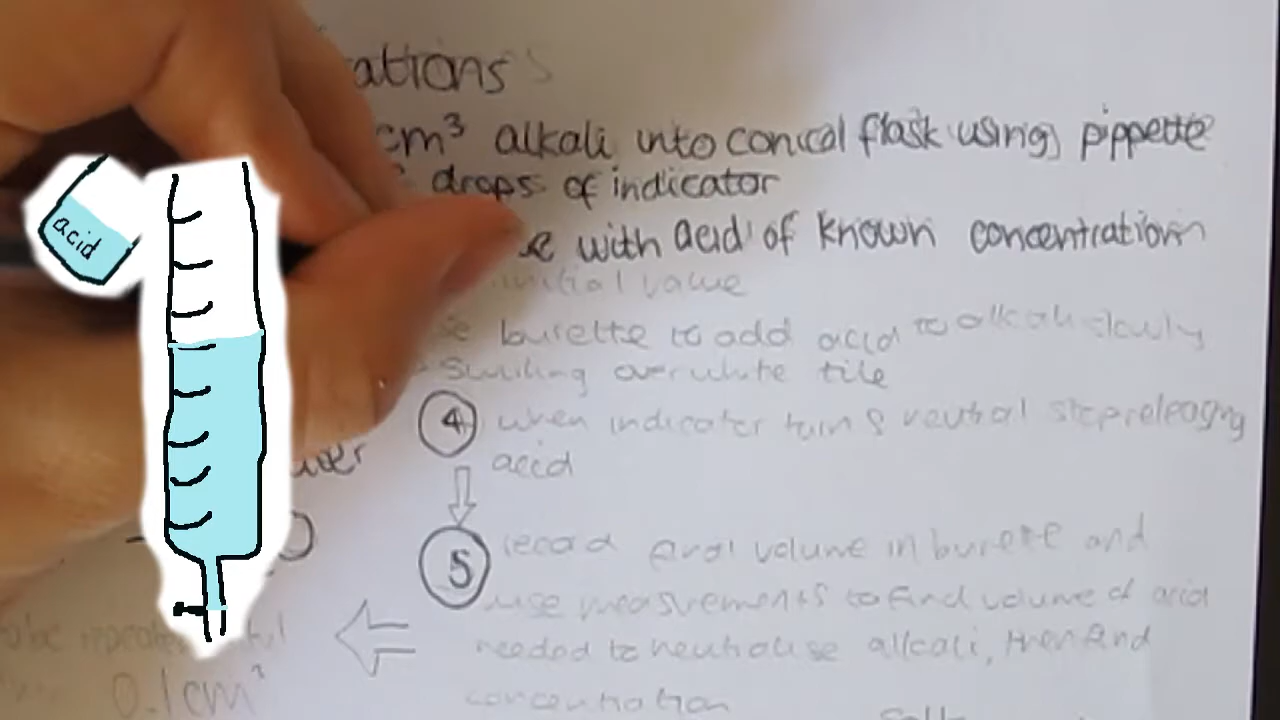 ations
cm³ alkali into conical flask using pippette
drops of indicator
with acid of known concentration
initial value
burette to add acid to alkali slowly
swirling over white tile
4 when indicator turns neutral stop releasing
acid
5 record final volume in burette and
use measurements to find volume of acid
needed to neutralise alkali, then find
concentration
acid
0.1cm³